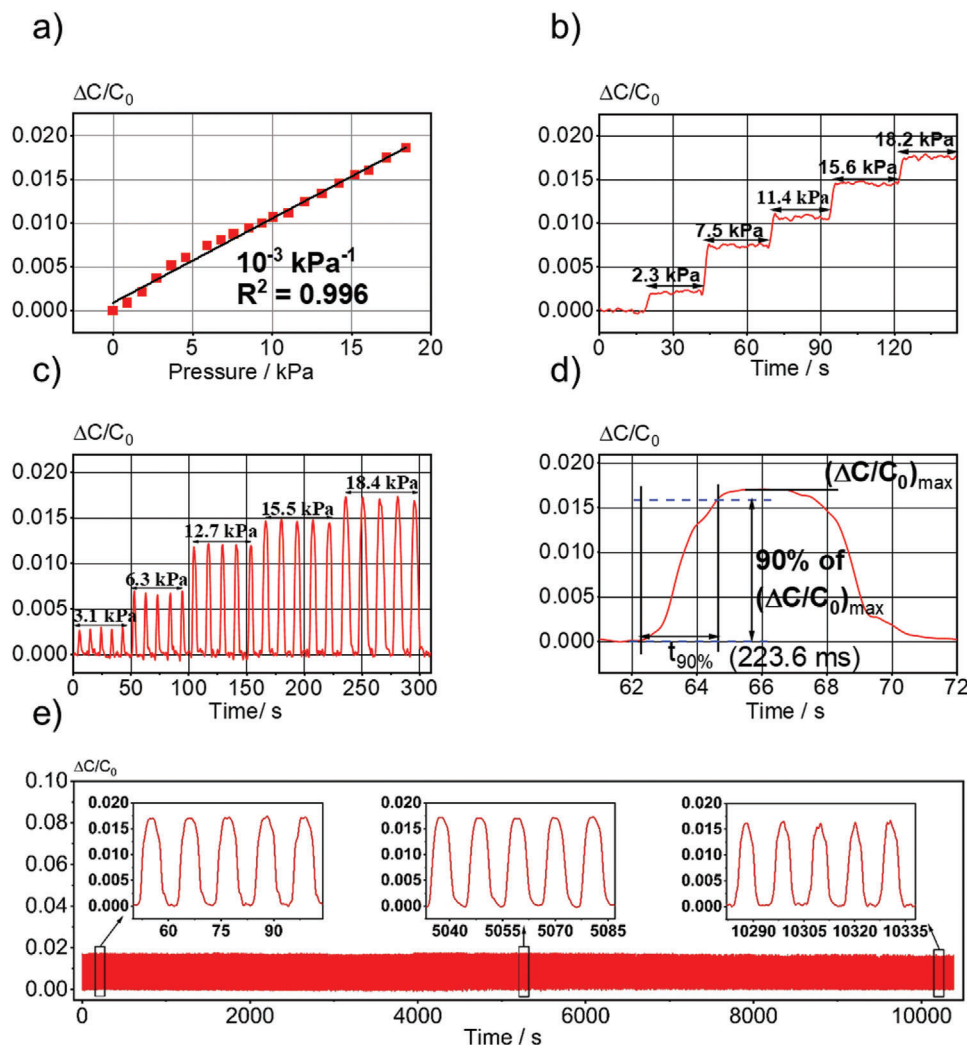 a)
ΔC/C0
0.020
0.015
0.010
0.005
0.000
10-3 kPa-1
R2 = 0.996
0 5 10 15 20
Pressure / kPa
b)
ΔC/C0
0.020
0.015
0.010
0.005
0.000
2.3 kPa
7.5 kPa
11.4 kPa
15.6 kPa
18.2 kPa
0 30 60 90 120
Time / s
c)
ΔC/C0
0.020
0.015
0.010
0.005
0.000
3.1 kPa
6.3 kPa
12.7 kPa
15.5 kPa
18.4 kPa
0 50 100 150 200 250 300
Time/ s
d)
ΔC/C0
0.020
0.015
0.010
0.005
0.000
(ΔC/C0)max
90% of
(ΔC/C0)max
t90% (223.6 ms)
62 64 66 68 70 72
Time / s
e)
ΔC/C0
0.10
0.08
0.06
0.04
0.02
0.00
0.020
0.015
0.010
0.005
0.000
60 75 90
0.020
0.015
0.010
0.005
0.000
5040 5055 5070 5085
0.020
0.015
0.010
0.005
0.000
10290 10305 10320 10335
0 2000 4000 6000 8000 10000
Time / s